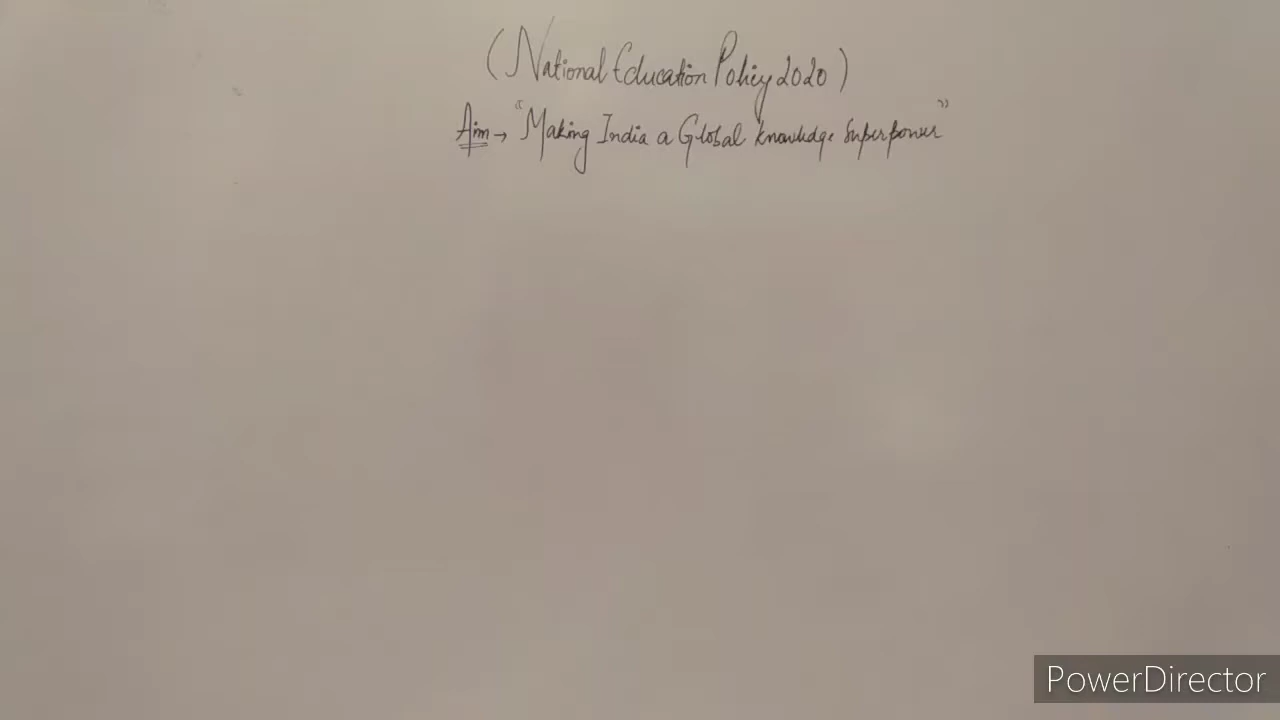 (National Education Policy 2020)
Aim → "Making India a Global Knowledge Superpower"
PowerDirector